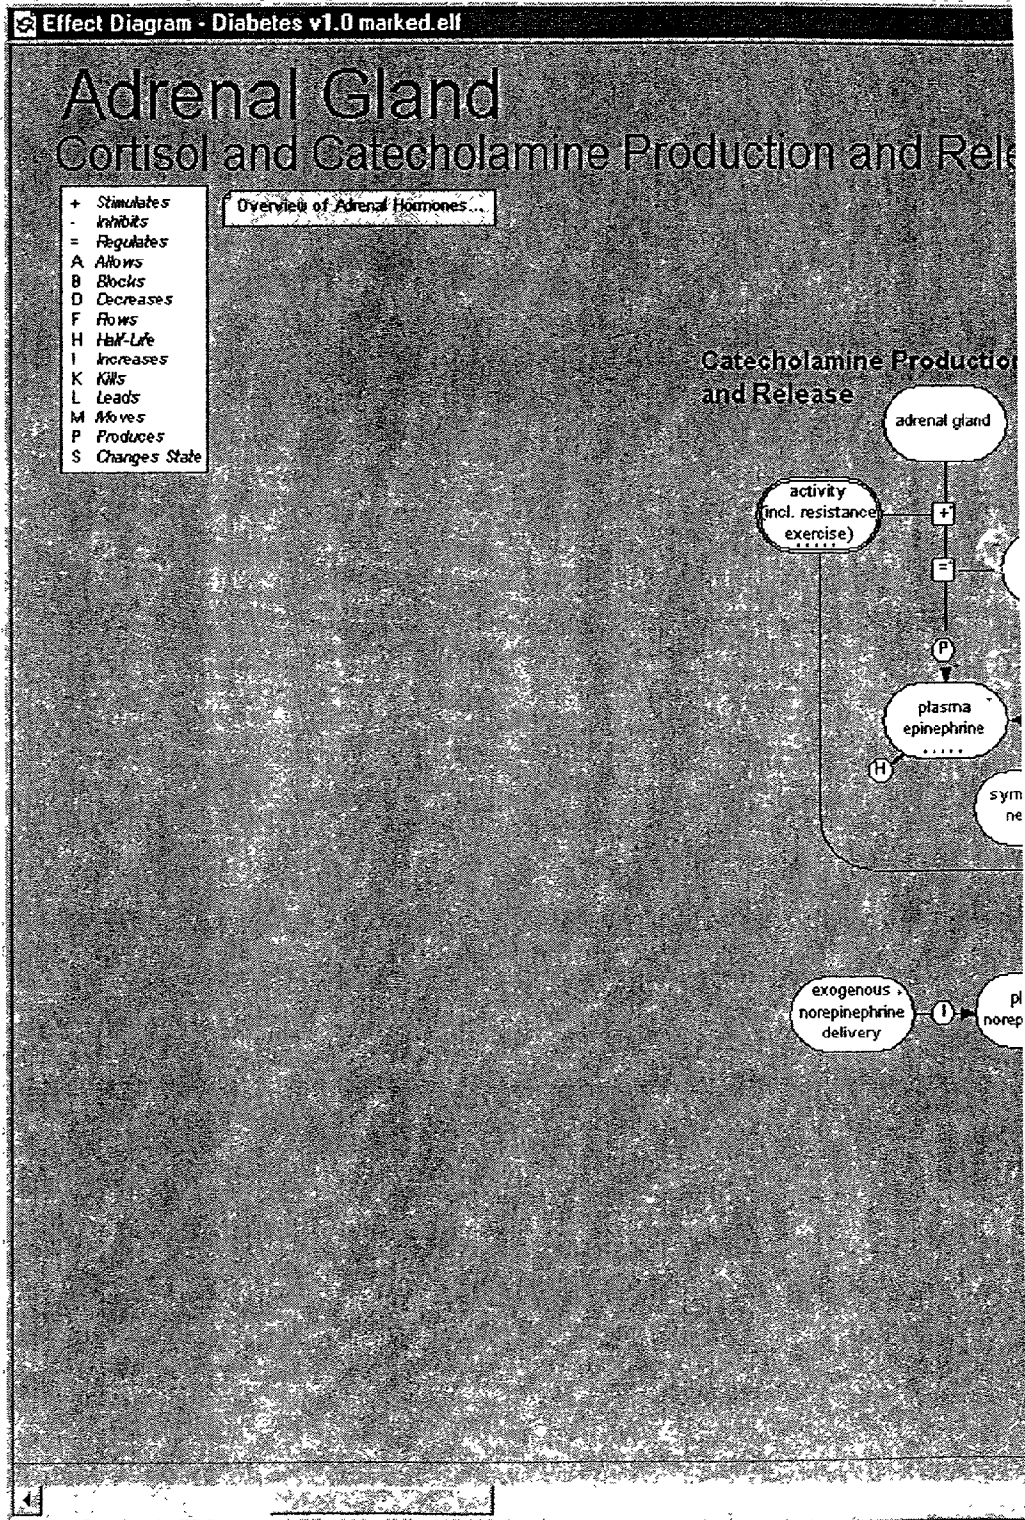 Effect Diagram - Diabetes v1.0 marked.elf
Adrenal Gland
Cortisol and Catecholamine Production and Rele
+ Stimulates
- Inhibits
= Regulates
A Allows
B Blocks
D Decreases
F Flows
H Half-Life
I Increases
K Kills
L Leads
M Moves
P Produces
S Changes State
Overview of Adrenal Hormones...
Catecholamine Production
and Release
adrenal gland
activity
(incl. resistance
exercise)
.....
+
=
P
plasma
epinephrine
.....
H
sym
ne
exogenous
norepinephrine
delivery
I
pl
norep